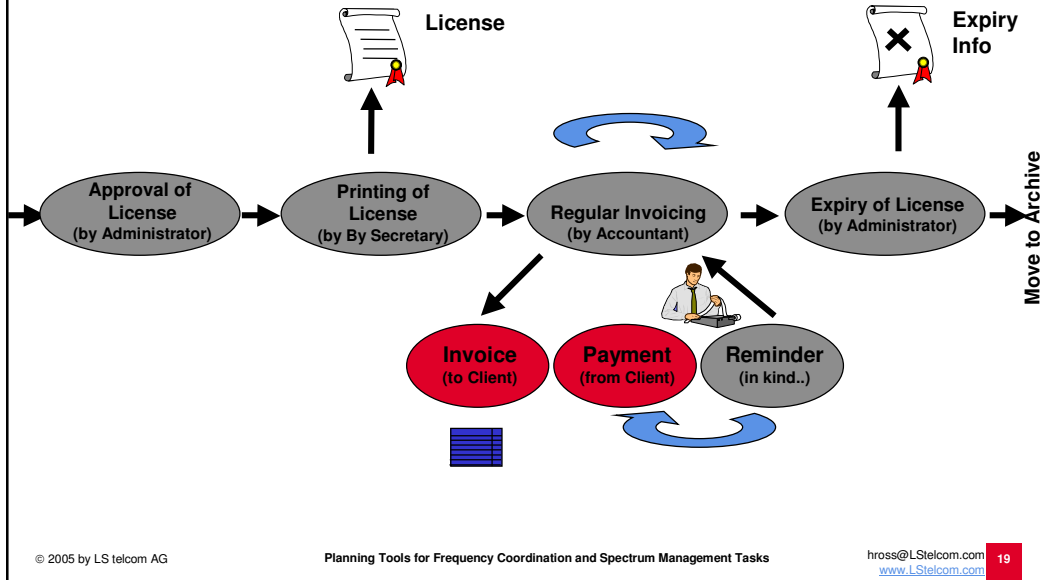 License
Expiry
Info
Approval of
License
(by Administrator)
Printing of
License
(by By Secretary)
Regular Invoicing
(by Accountant)
Expiry of License
(by Administrator)
Move to Archive
Invoice
(to Client)
Payment
(from Client)
Reminder
(in kind..)
© 2005 by LS telcom AG
Planning Tools for Frequency Coordination and Spectrum Management Tasks
hross@LStelcom.com
www.LStelcom.com
19